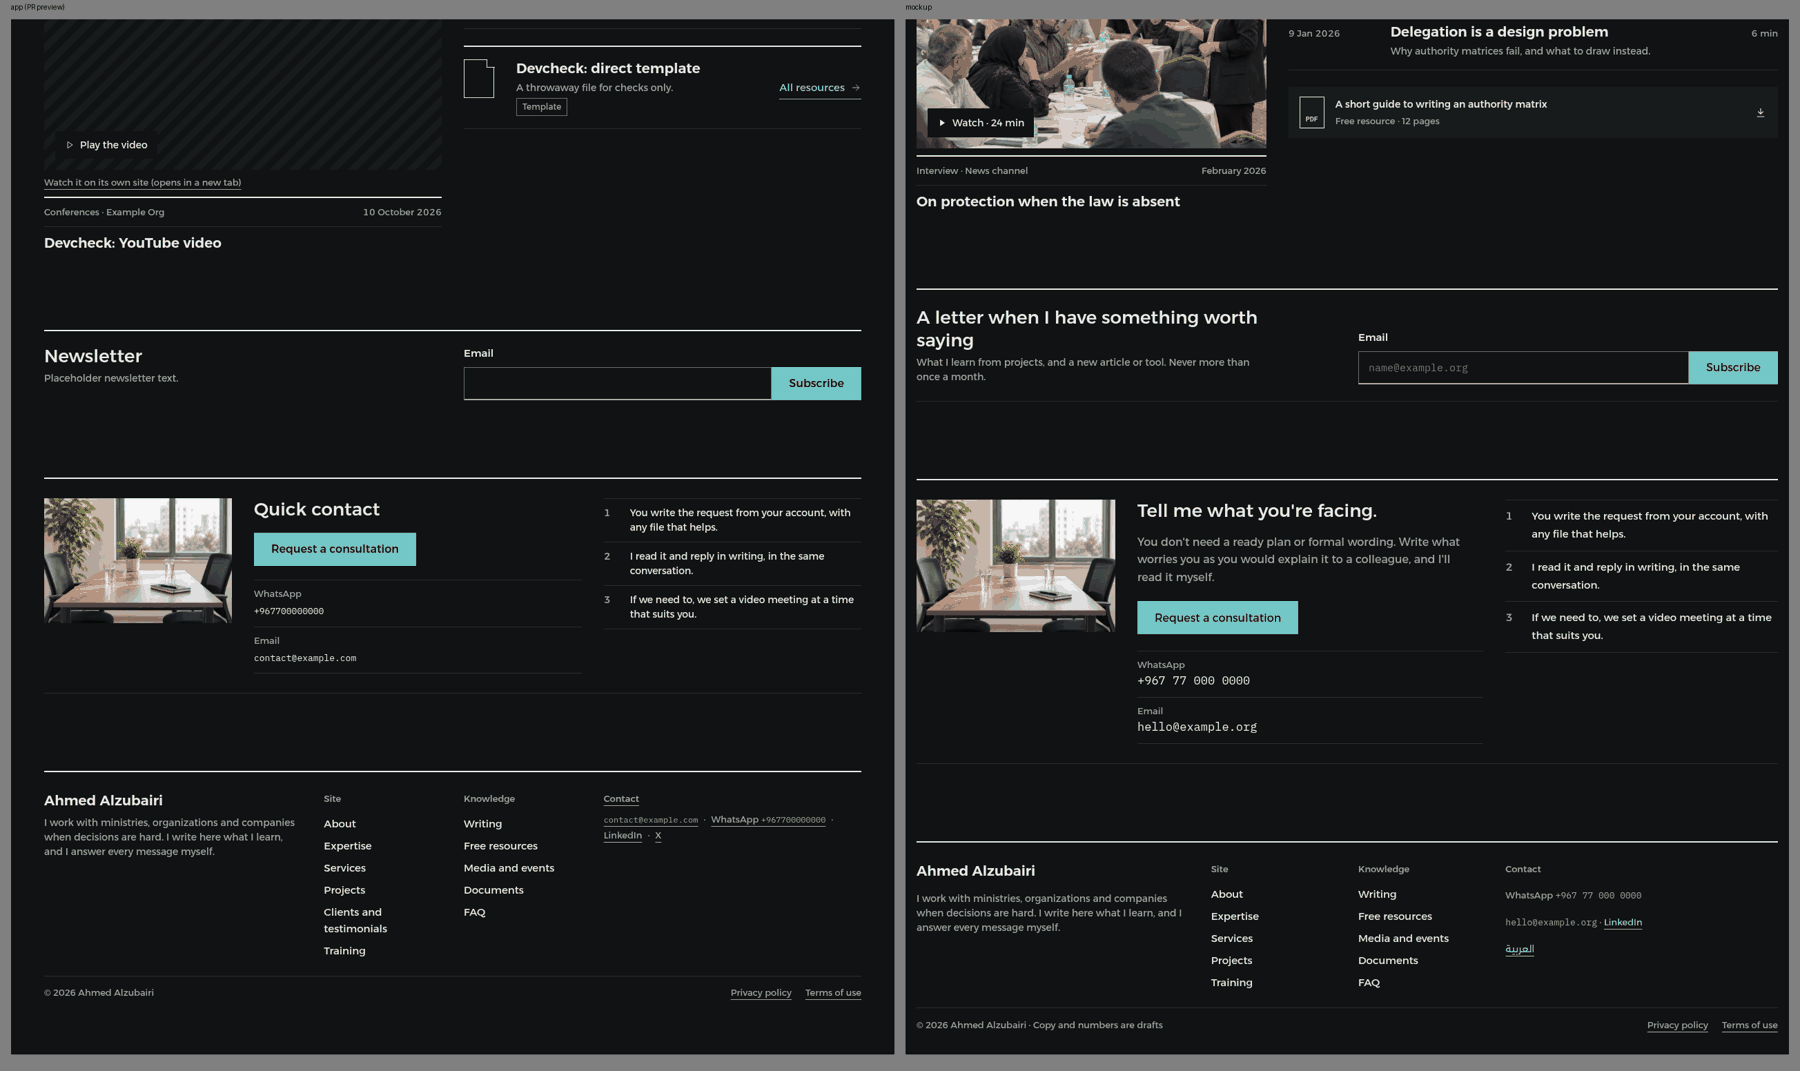 app (PR preview)
Devcheck: direct template
A throwaway file for checks only.
Template
All resources →
Play the video
Watch it on its own site (opens in a new tab)
Conferences · Example Org
10 October 2026
Devcheck: YouTube video
Newsletter
Placeholder newsletter text.
Email
Subscribe
Quick contact
Request a consultation
WhatsApp
+967700000000
Email
contact@example.com
1 You write the request from your account, with
any file that helps.
2 I read it and reply in writing, in the same
conversation.
3 If we need to, we set a video meeting at a time
that suits you.
Ahmed Alzubairi
I work with ministries, organizations and companies
when decisions are hard. I write here what I learn,
and I answer every message myself.
Site
About
Expertise
Services
Projects
Clients and
testimonials
Training
Knowledge
Writing
Free resources
Media and events
Documents
FAQ
Contact
contact@example.com · WhatsApp +967700000000 ·
LinkedIn · X
© 2026 Ahmed Alzubairi
Privacy policy
Terms of use
mockup
Watch · 24 min
Interview · News channel
February 2026
On protection when the law is absent
9 Jan 2026
Delegation is a design problem
6 min
Why authority matrices fail, and what to draw instead.
PDF
A short guide to writing an authority matrix
Free resource · 12 pages
A letter when I have something worth
saying
What I learn from projects, and a new article or tool. Never more than
once a month.
Email
name@example.org
Subscribe
Tell me what you're facing.
You don't need a ready plan or formal wording. Write what
worries you as you would explain it to a colleague, and I'll
read it myself.
Request a consultation
WhatsApp
+967 77 000 0000
Email
hello@example.org
1 You write the request from your account, with
any file that helps.
2 I read it and reply in writing, in the same
conversation.
3 If we need to, we set a video meeting at a time
that suits you.
Ahmed Alzubairi
I work with ministries, organizations and companies
when decisions are hard. I write here what I learn, and I
answer every message myself.
Site
About
Expertise
Services
Projects
Training
Knowledge
Writing
Free resources
Media and events
Documents
FAQ
Contact
WhatsApp +967 77 000 0000
hello@example.org · LinkedIn
العربية
© 2026 Ahmed Alzubairi · Copy and numbers are drafts
Privacy policy
Terms of use